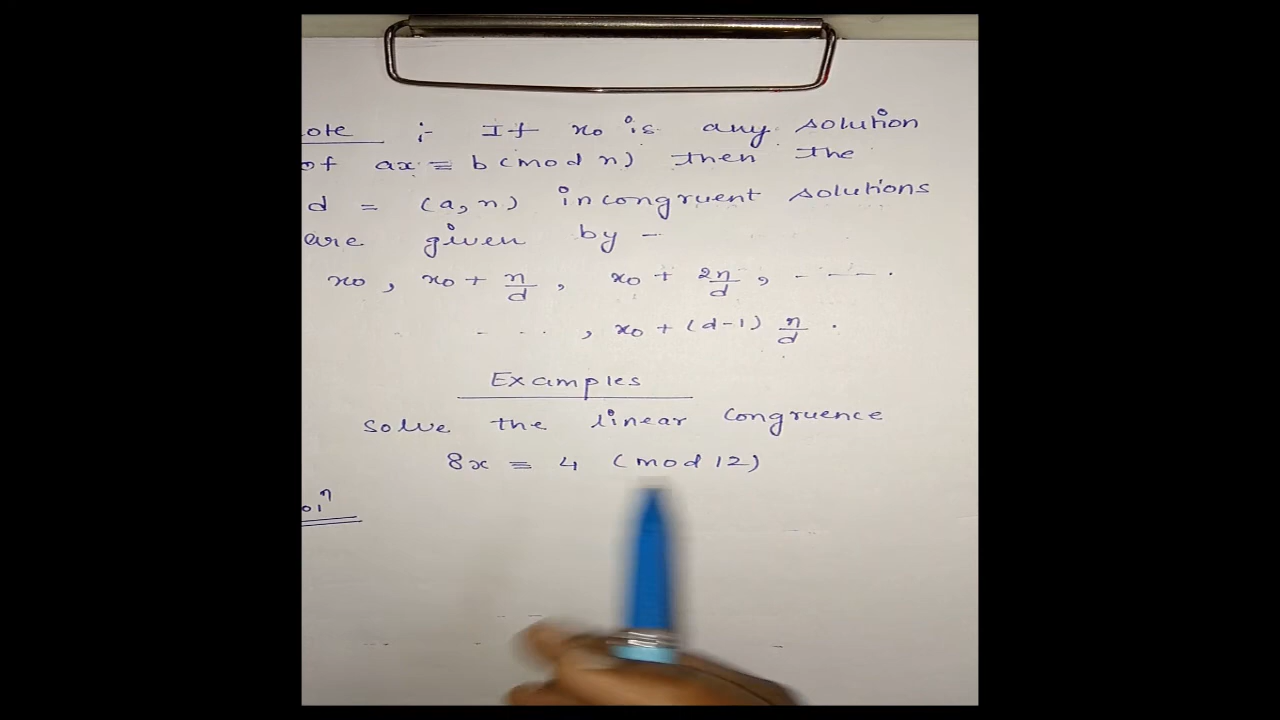 ote :- If x₀ is any solution
of ax ≡ b (mod n) then the
d = (a, n) incongruent solutions
are given by -
x₀, x₀ + n/d, x₀ + 2n/d, - ---.
- - ..., x₀ + (d-1) n/d .
Examples
solve the linear congruence
8x ≡ 4 (mod 12)
olⁿ